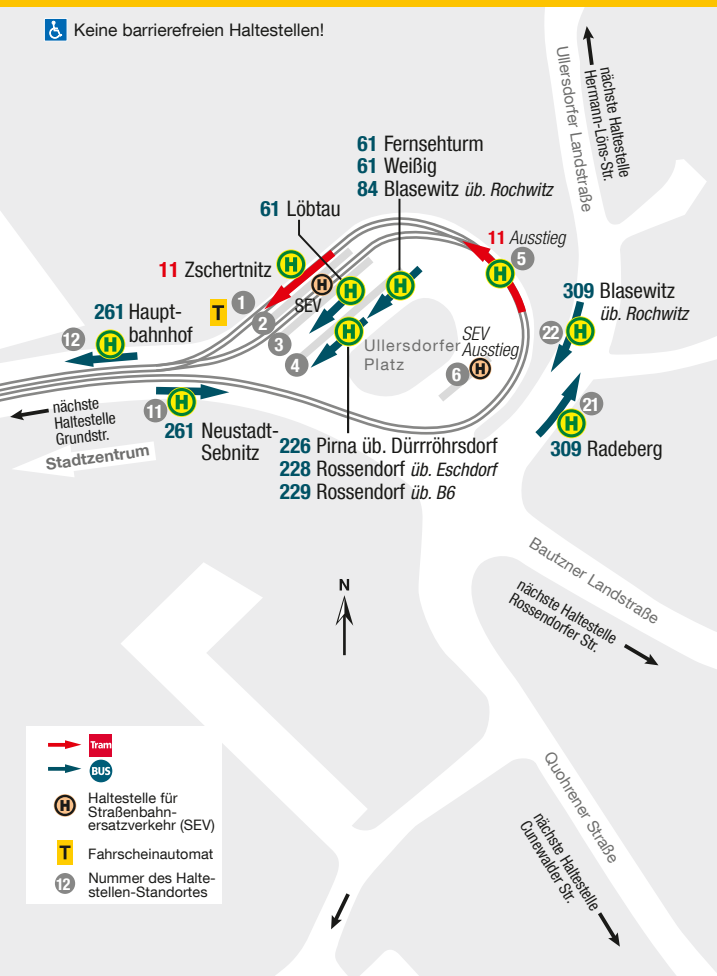 Keine barrierefreien Haltestellen!
Ullersdorfer Landstraße
nächste Haltestelle
Hermann-Löns-Str.
61 Fernsehturm
61 Weißig
84 Blasewitz üb. Rochwitz
61 Löbtau
H
H
11 Ausstieg
H
5
11 Zschertnitz
H
H
SEV
T
1
2
3
4
H
Ullersdorfer
Platz
SEV
Ausstieg
6
H
309 Blasewitz
üb. Rochwitz
22
H
21
H
309 Radeberg
261 Haupt-
bahnhof
12
H
nächste
Haltestelle
Grundstr.
11
H
261 Neustadt-
Sebnitz
Stadtzentrum
226 Pirna üb. Dürrröhrsdorf
228 Rossendorf üb. Eschdorf
229 Rossendorf üb. B6
Bautzner Landstraße
nächste Haltestelle
Rossendorfer Str.
N
Quohrener Straße
nächste Haltestelle
Cunewalder Str.
Tram
BUS
H
Haltestelle für
Straßenbahn-
ersatzverkehr (SEV)
T
Fahrscheinautomat
12
Nummer des Halte-
stellen-Standortes